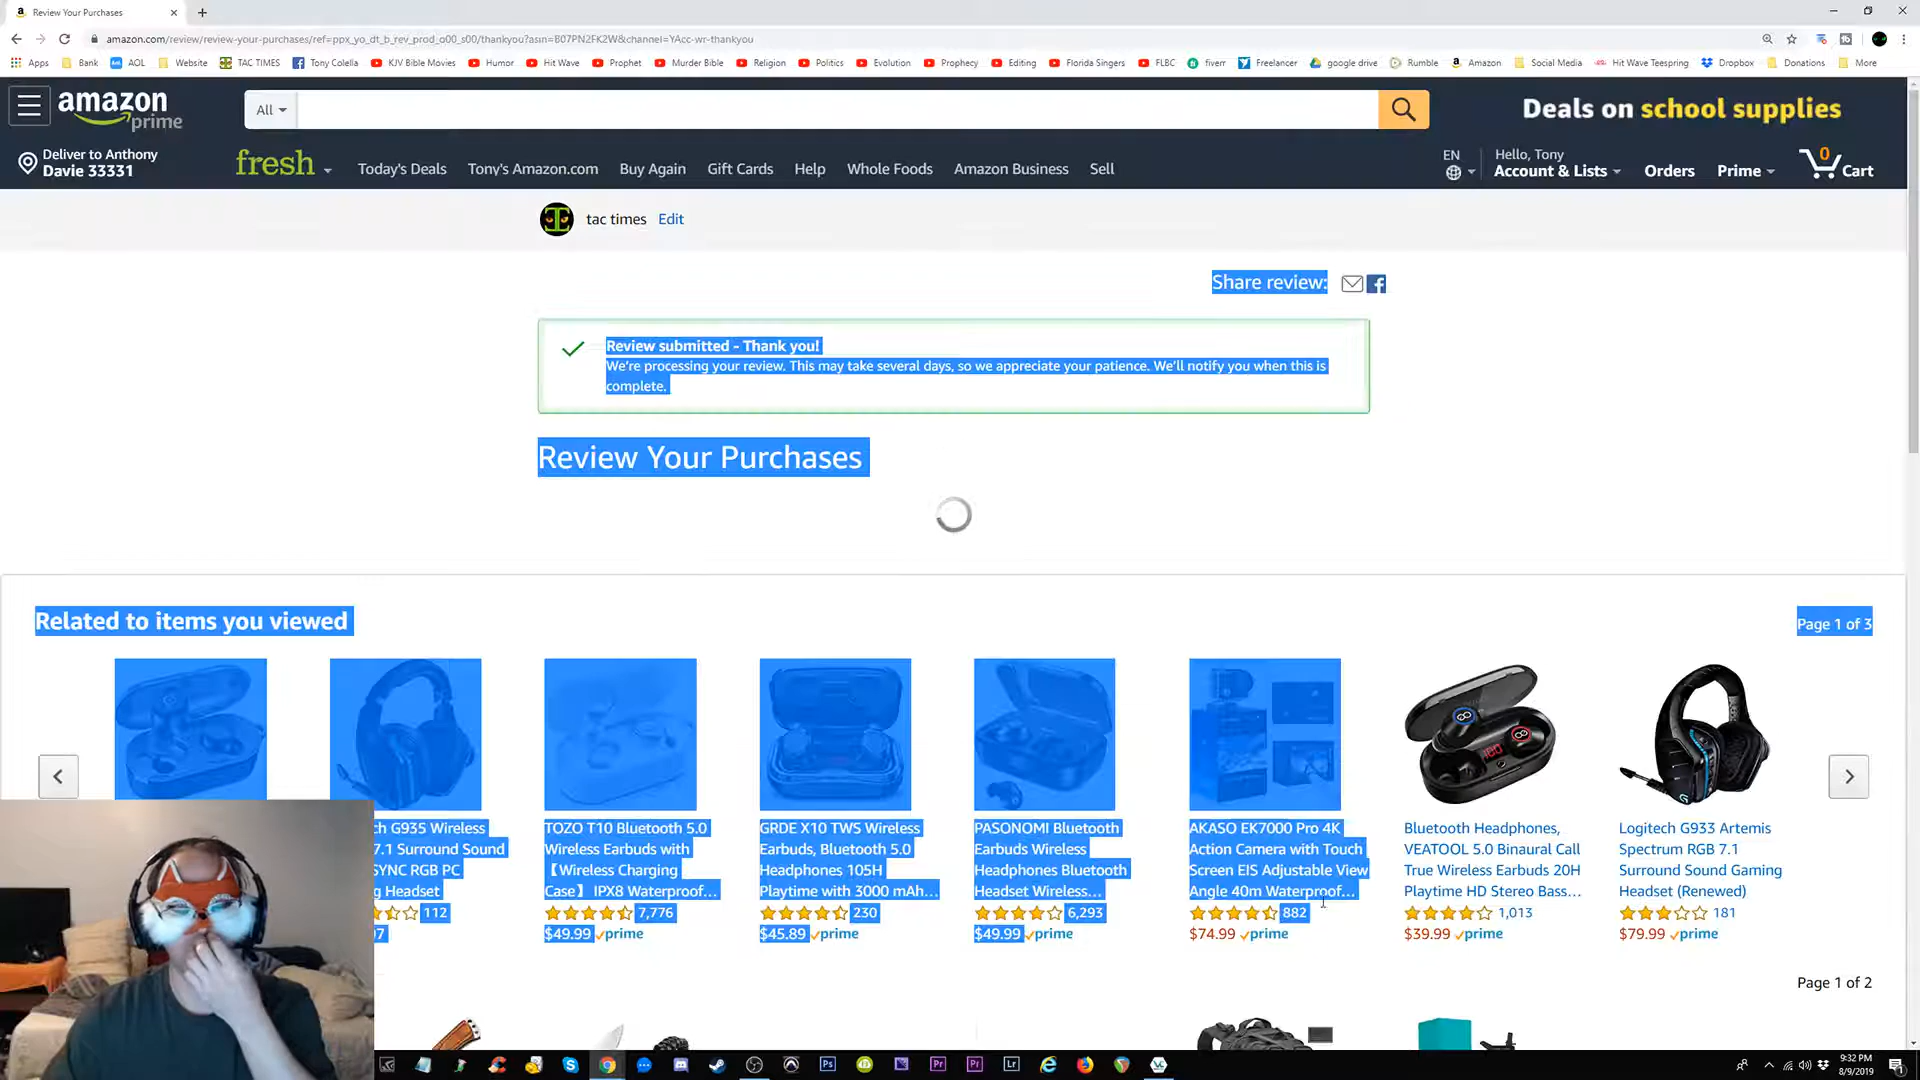 Review Your Purchases
amazon.com/review/review-your-purchases/ref=ppx_yo_dt_b_rev_prod_o00_s00/thankyou?asin=B07PN2FK2W&channel=YAcc-wr-thankyou
Apps Bank AOL Website TAC TIMES Tony Colella KJV Bible Movies Humor Hit Wave Prophet Murder Bible Religion Politics Evolution Prophecy Editing Florida Singers FLBC fiverr Freelancer google drive Rumble Amazon Social Media Hit Wave Teespring Dropbox Donations More
amazon prime
All
Deals on school supplies
Deliver to Anthony
Davie 33331
fresh
Today's Deals Tony's Amazon.com Buy Again Gift Cards Help Whole Foods Amazon Business Sell
EN
Hello, Tony
Account & Lists
Orders
Prime
0
Cart
tac times Edit
Share review:
Review submitted - Thank you!
We're processing your review. This may take several days, so we appreciate your patience. We'll notify you when this is
complete.
Review Your Purchases
Related to items you viewed
Page 1 of 3
ch G935 Wireless
7.1 Surround Sound
SYNC RGB PC
g Headset
112
97
TOZO T10 Bluetooth 5.0
Wireless Earbuds with
【Wireless Charging
Case】 IPX8 Waterproof…
7,776
$49.99 prime
GRDE X10 TWS Wireless
Earbuds, Bluetooth 5.0
Headphones 105H
Playtime with 3000 mAh…
230
$45.89 prime
PASONOMI Bluetooth
Earbuds Wireless
Headphones Bluetooth
Headset Wireless…
6,293
$49.99 prime
AKASO EK7000 Pro 4K
Action Camera with Touch
Screen EIS Adjustable View
Angle 40m Waterproof…
882
$74.99 prime
100
Bluetooth Headphones,
VEATOOL 5.0 Binaural Call
True Wireless Earbuds 20H
Playtime HD Stereo Bass…
1,013
$39.99 prime
Logitech G933 Artemis
Spectrum RGB 7.1
Surround Sound Gaming
Headset (Renewed)
181
$79.99 prime
Page 1 of 2
Ps
Pr
Pr
Lr
9:32 PM
8/9/2019